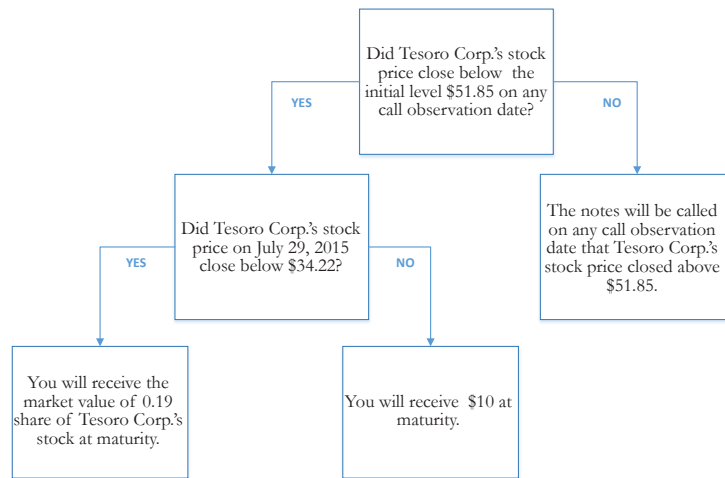 Did Tesoro Corp.'s stock
price close below the
initial level $51.85 on any
call observation date?
YES
NO
Did Tesoro Corp.'s stock
price on July 29, 2015
close below $34.22?
The notes will be called
on any call observation
date that Tesoro Corp.'s
stock price closed above
$51.85.
YES
NO
You will receive the
market value of 0.19
share of Tesoro Corp.'s
stock at maturity.
You will receive $10 at
maturity.